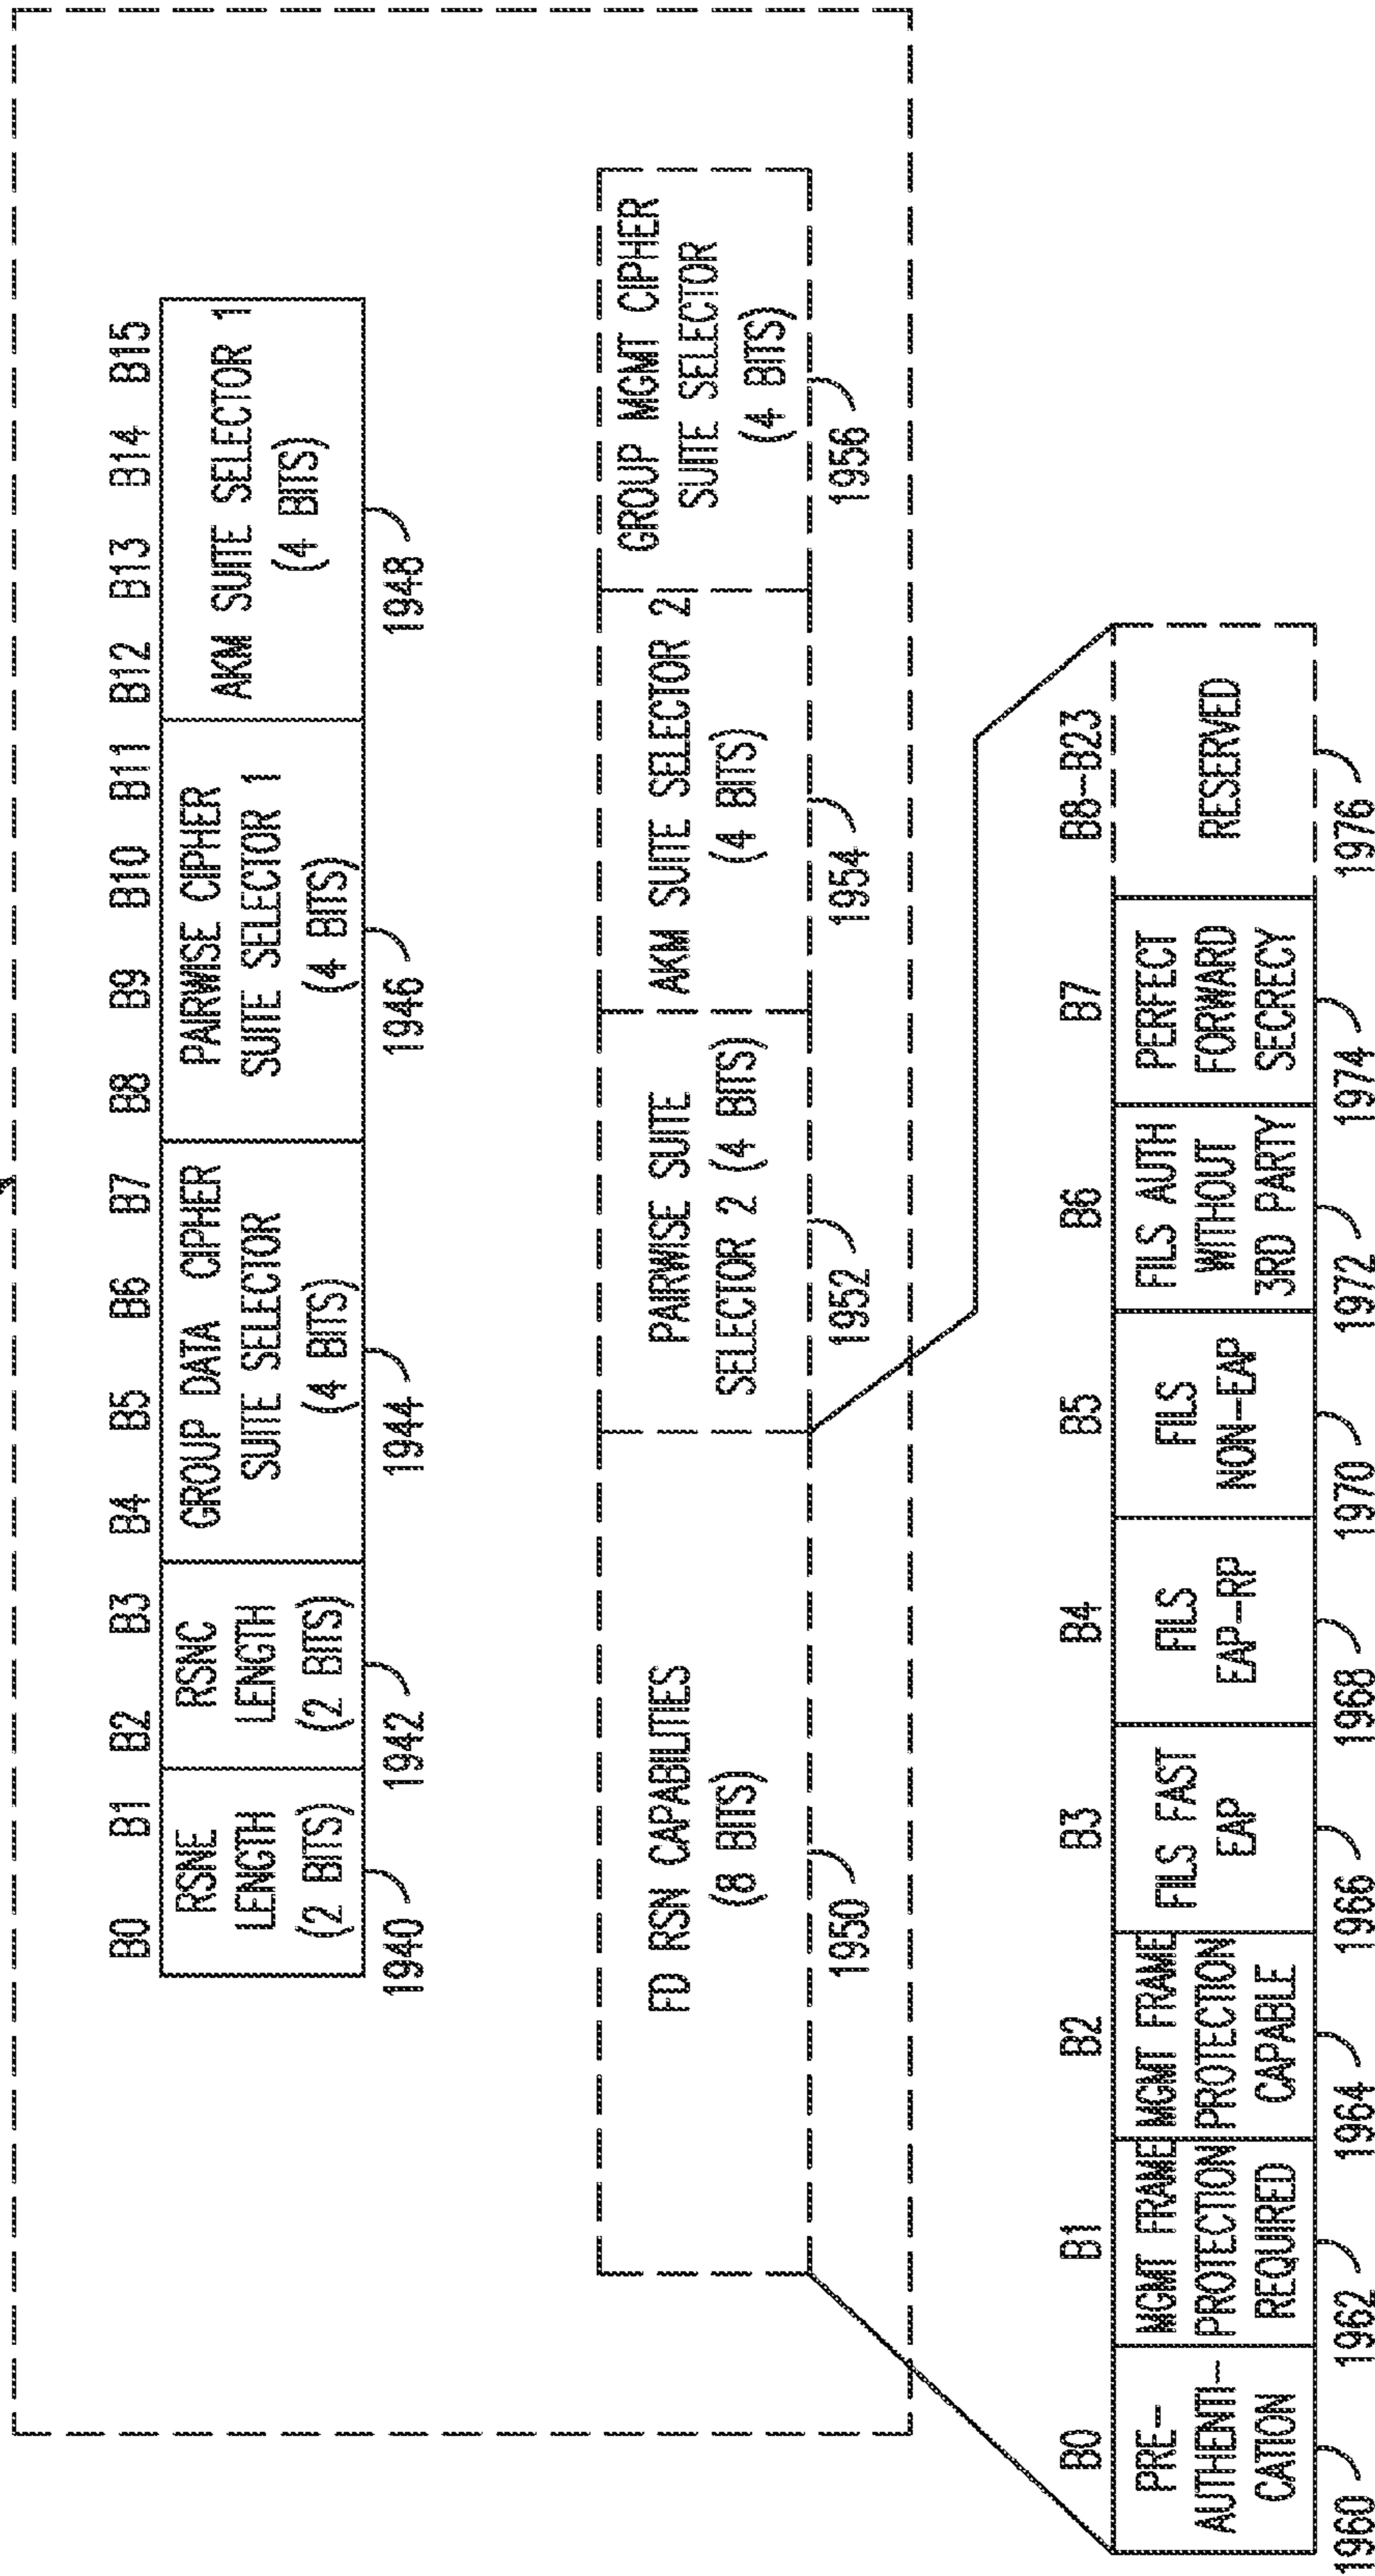 B0 B1 B2 B3 B4 B5 B6 B7 B8 B9 B10 B11 B12 B13 B14 B15
RSNE
LENGTH
(2 BITS)
RSNC
LENGTH
(2 BITS)
GROUP DATA CIPHER
SUITE SELECTOR
(4 BITS)
PAIRWISE CIPHER
SUITE SELECTOR 1
(4 BITS)
AKM SUITE SELECTOR 1
(4 BITS)
1940 1942 1944 1946 1948
FD RSN CAPABILITIES
(8 BITS)
PAIRWISE SUITE
SELECTOR 2 (4 BITS)
AKM SUITE SELECTOR 2
(4 BITS)
GROUP MGMT CIPHER
SUITE SELECTOR
(4 BITS)
1950 1952 1954 1956
B0 B1 B2 B3 B4 B5 B6 B7 B8-B23
PRE-
AUTHENTI-
CATION
MGMT FRAME
PROTECTION
REQUIRED
MGMT FRAME
PROTECTION
CAPABLE
FILS FAST
EAP
FILS
EAP-RP
FILS
NON-EAP
FILS AUTH
WITHOUT
3RD PARTY
PERFECT
FORWARD
SECRECY
RESERVED
1960 1962 1964 1966 1968 1970 1972 1974 1976